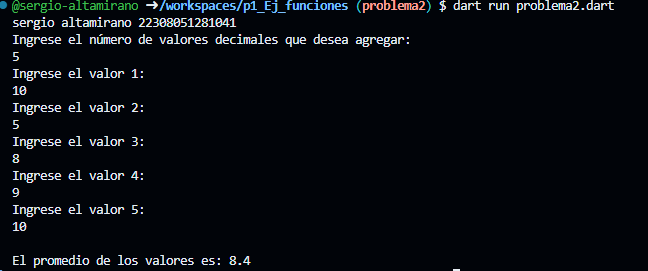 @sergio-altamirano ➜/workspaces/p1_Ej_funciones (problema2) $ dart run problema2.dart
sergio altamirano 22308051281041
Ingrese el número de valores decimales que desea agregar:
5
Ingrese el valor 1:
10
Ingrese el valor 2:
5
Ingrese el valor 3:
8
Ingrese el valor 4:
9
Ingrese el valor 5:
10
El promedio de los valores es: 8.4